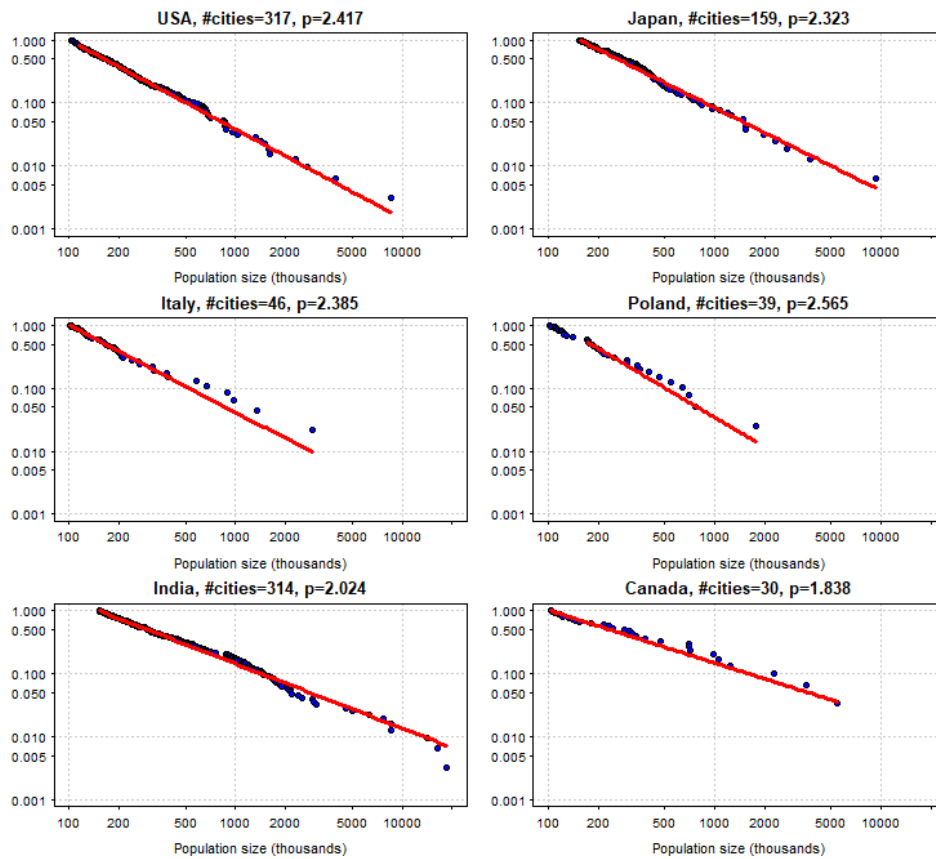 USA, #cities=317, p=2.417
1.000
0.500
0.100
0.050
0.010
0.005
0.001
100 200 500 1000 2000 5000 10000
Population size (thousands)
Japan, #cities=159, p=2.323
1.000
0.500
0.100
0.050
0.010
0.005
0.001
100 200 500 1000 2000 5000 10000
Population size (thousands)
Italy, #cities=46, p=2.385
1.000
0.500
0.100
0.050
0.010
0.005
0.001
100 200 500 1000 2000 5000 10000
Population size (thousands)
Poland, #cities=39, p=2.565
1.000
0.500
0.100
0.050
0.010
0.005
0.001
100 200 500 1000 2000 5000 10000
Population size (thousands)
India, #cities=314, p=2.024
1.000
0.500
0.100
0.050
0.010
0.005
0.001
100 200 500 1000 2000 5000 10000
Population size (thousands)
Canada, #cities=30, p=1.838
1.000
0.500
0.100
0.050
0.010
0.005
0.001
100 200 500 1000 2000 5000 10000
Population size (thousands)